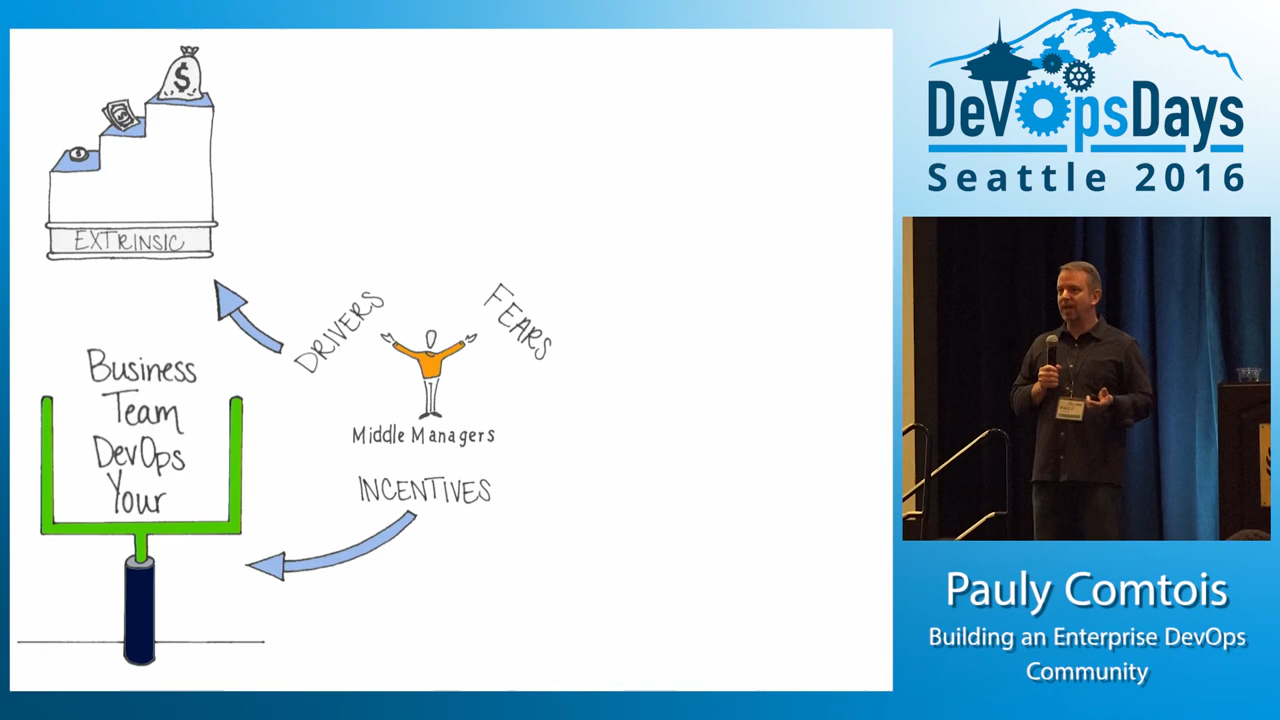 $
$
$
EXTRINSIC
DRIVERS
FEARS
Middle Managers
INCENTIVES
Business
Team
DevOps
Your
DevOpsDays
Seattle 2016
Pauly Comtois
Building an Enterprise DevOps
Community